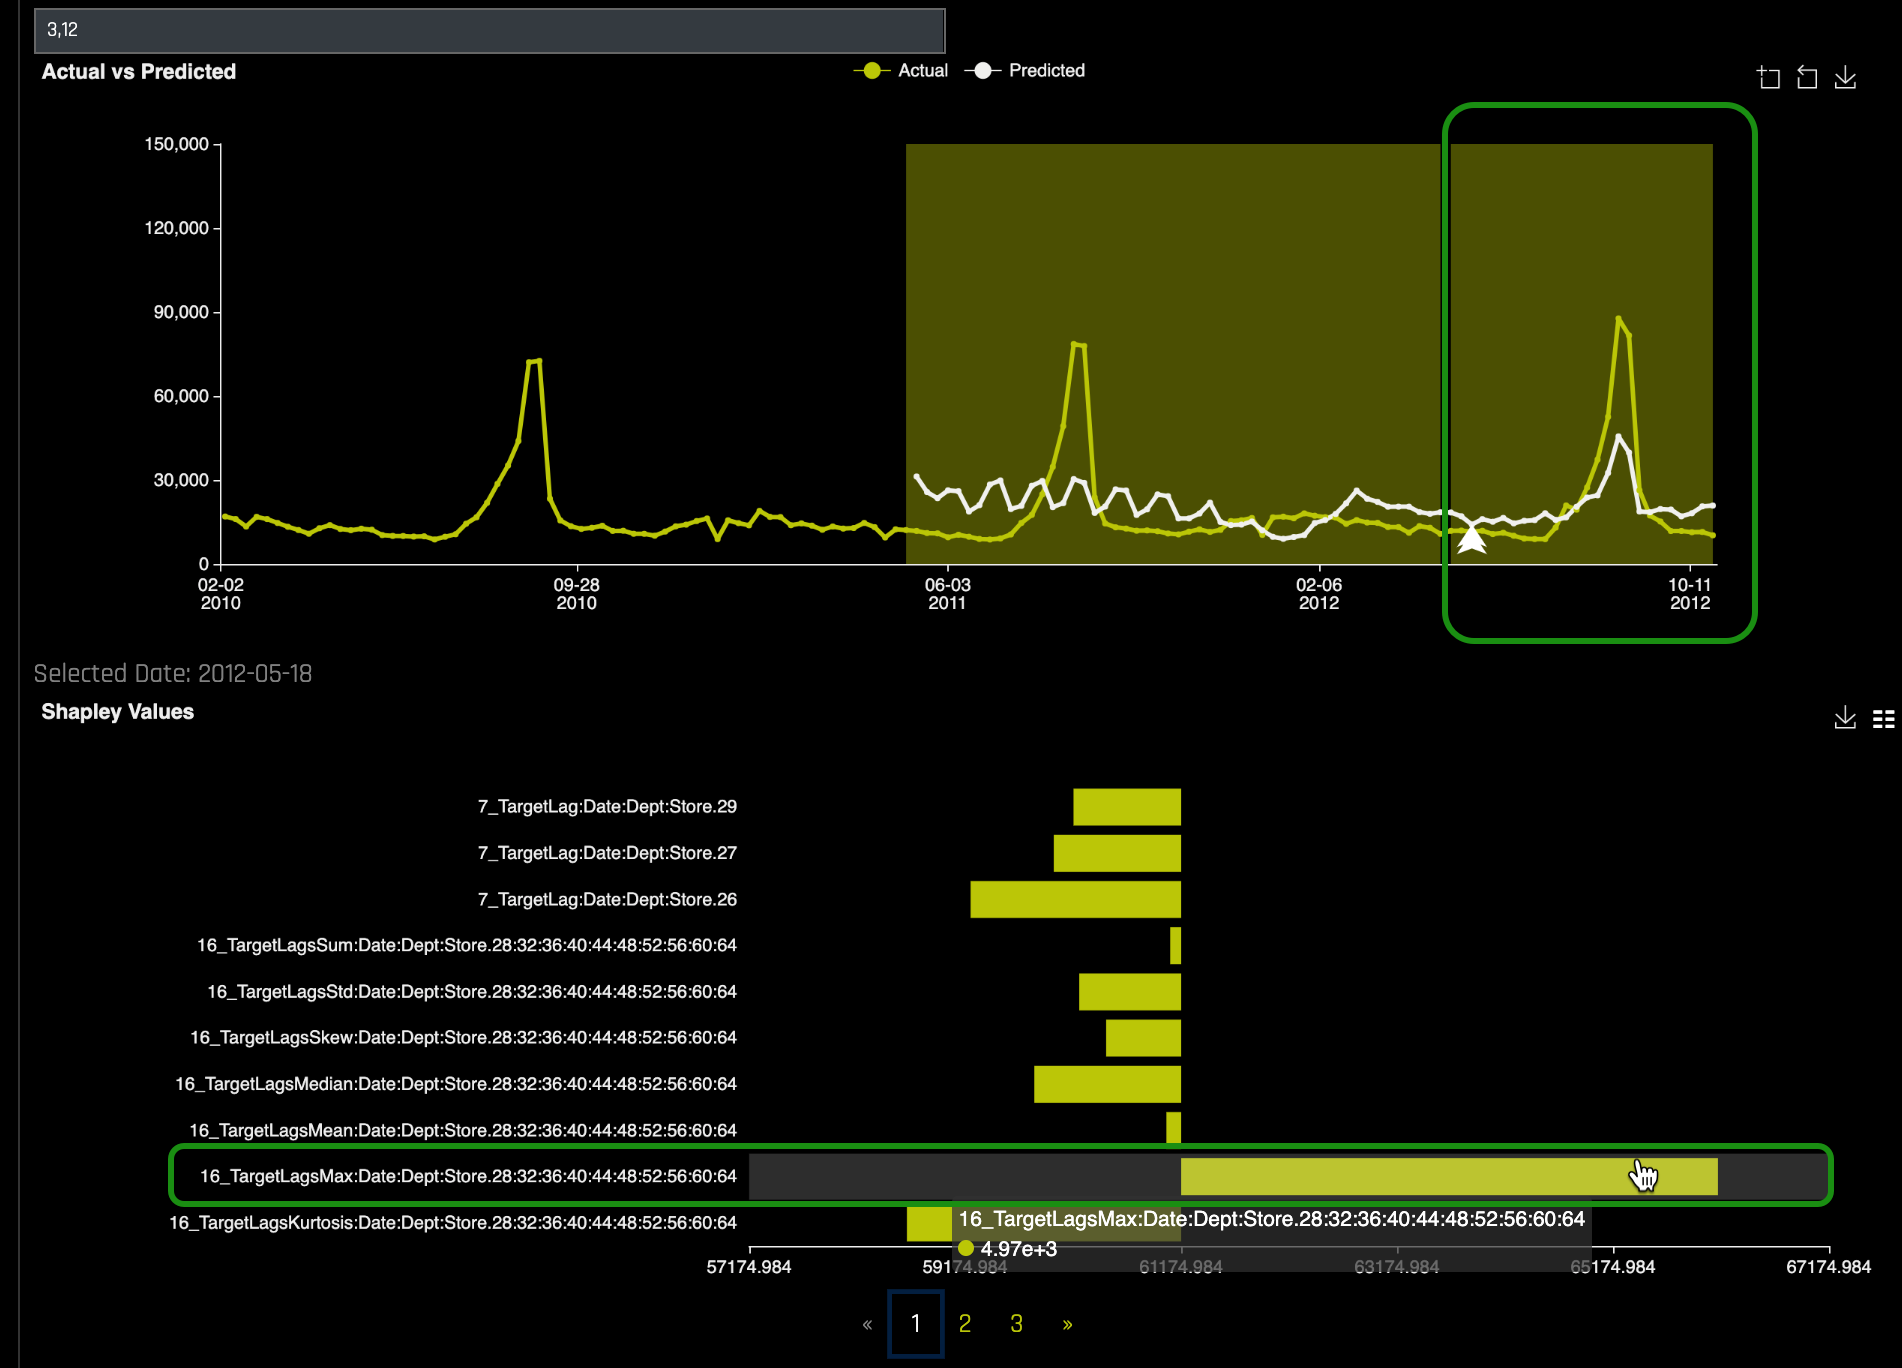 3,12
Actual vs Predicted
Actual
Predicted
150,000
120,000
90,000
60,000
30,000
0
02-02
2010
09-28
2010
06-03
2011
02-06
2012
10-11
2012
Selected Date: 2012-05-18
Shapley Values
7_TargetLag:Date:Dept:Store.29
7_TargetLag:Date:Dept:Store.27
7_TargetLag:Date:Dept:Store.26
16_TargetLagsSum:Date:Dept:Store.28:32:36:40:44:48:52:56:60:64
16_TargetLagsStd:Date:Dept:Store.28:32:36:40:44:48:52:56:60:64
16_TargetLagsSkew:Date:Dept:Store.28:32:36:40:44:48:52:56:60:64
16_TargetLagsMedian:Date:Dept:Store.28:32:36:40:44:48:52:56:60:64
16_TargetLagsMean:Date:Dept:Store.28:32:36:40:44:48:52:56:60:64
16_TargetLagsMax:Date:Dept:Store.28:32:36:40:44:48:52:56:60:64
16_TargetLagsKurtosis:Date:Dept:Store.28:32:36:40:44:48:52:56:60:64
16_TargetLagsMax:Date:Dept:Store.28:32:36:40:44:48:52:56:60:64
4.97e+3
57174.984
59174.984
61174.984
63174.984
65174.984
67174.984
« 1 2 3 »